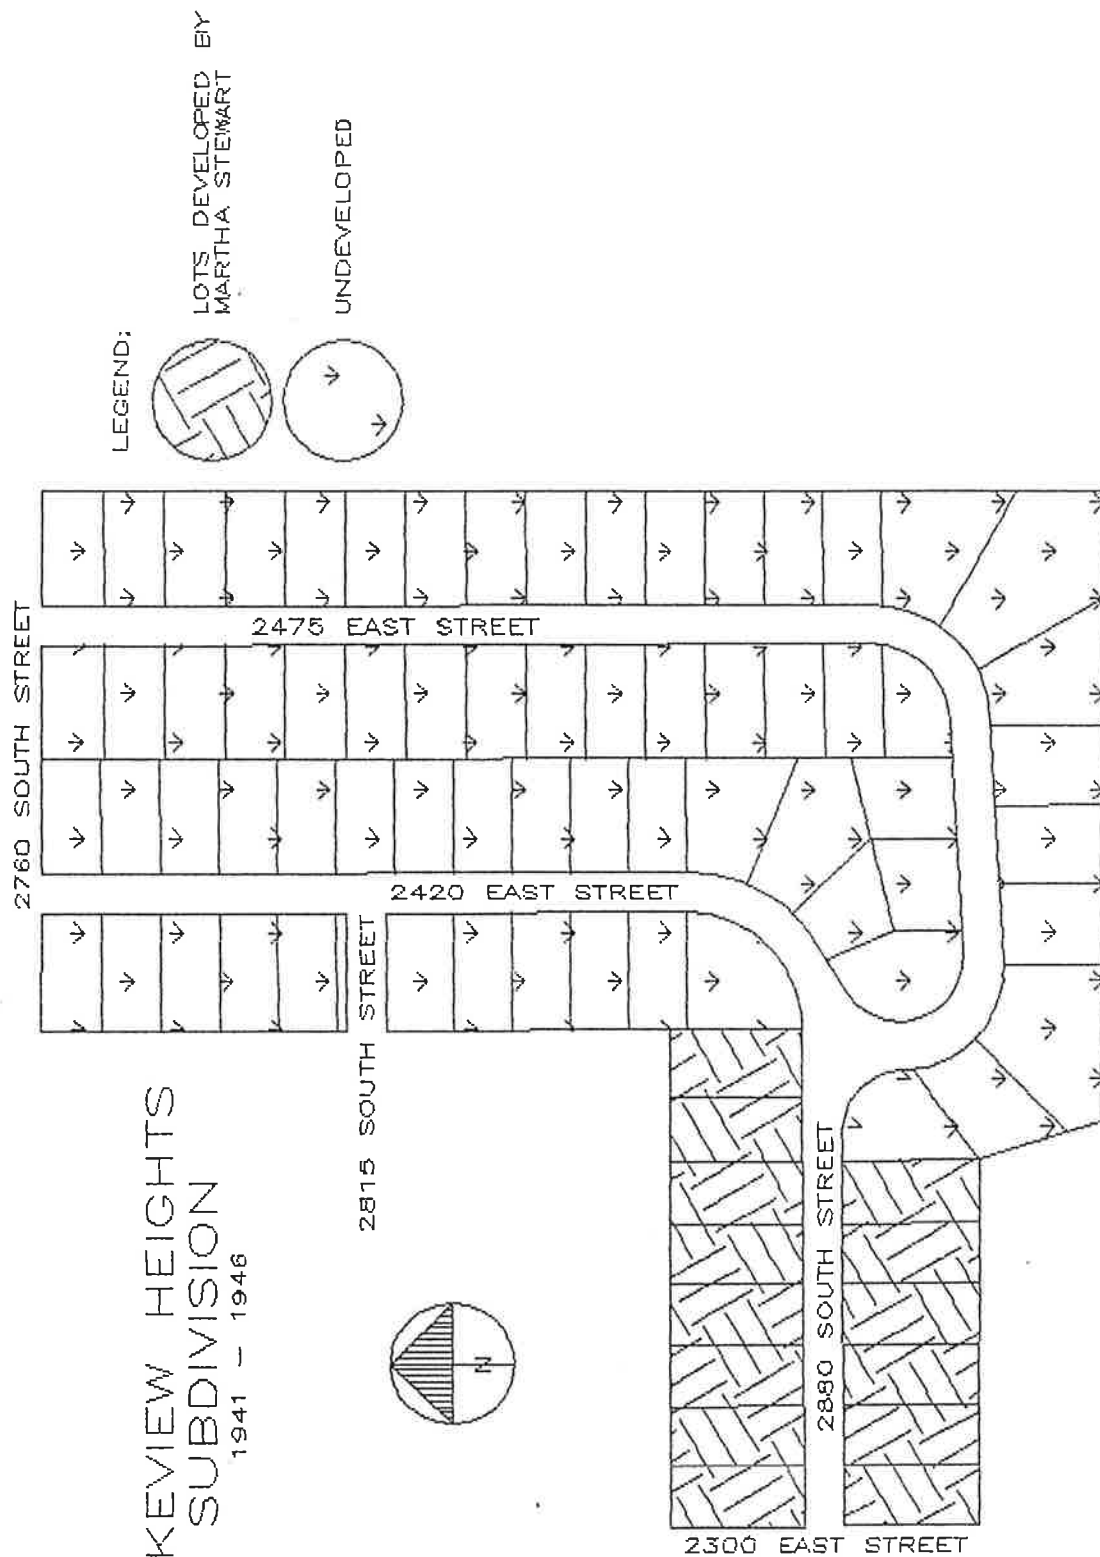 KEVIEW HEIGHTS
SUBDIVISION
1941 - 1946
LEGEND:
LOTS DEVELOPED BY
MARTHA STEWART
UNDEVELOPED
2760 SOUTH STREET
2475 EAST STREET
2420 EAST STREET
2815 SOUTH STREET
2880 SOUTH STREET
2300 EAST STREET
N